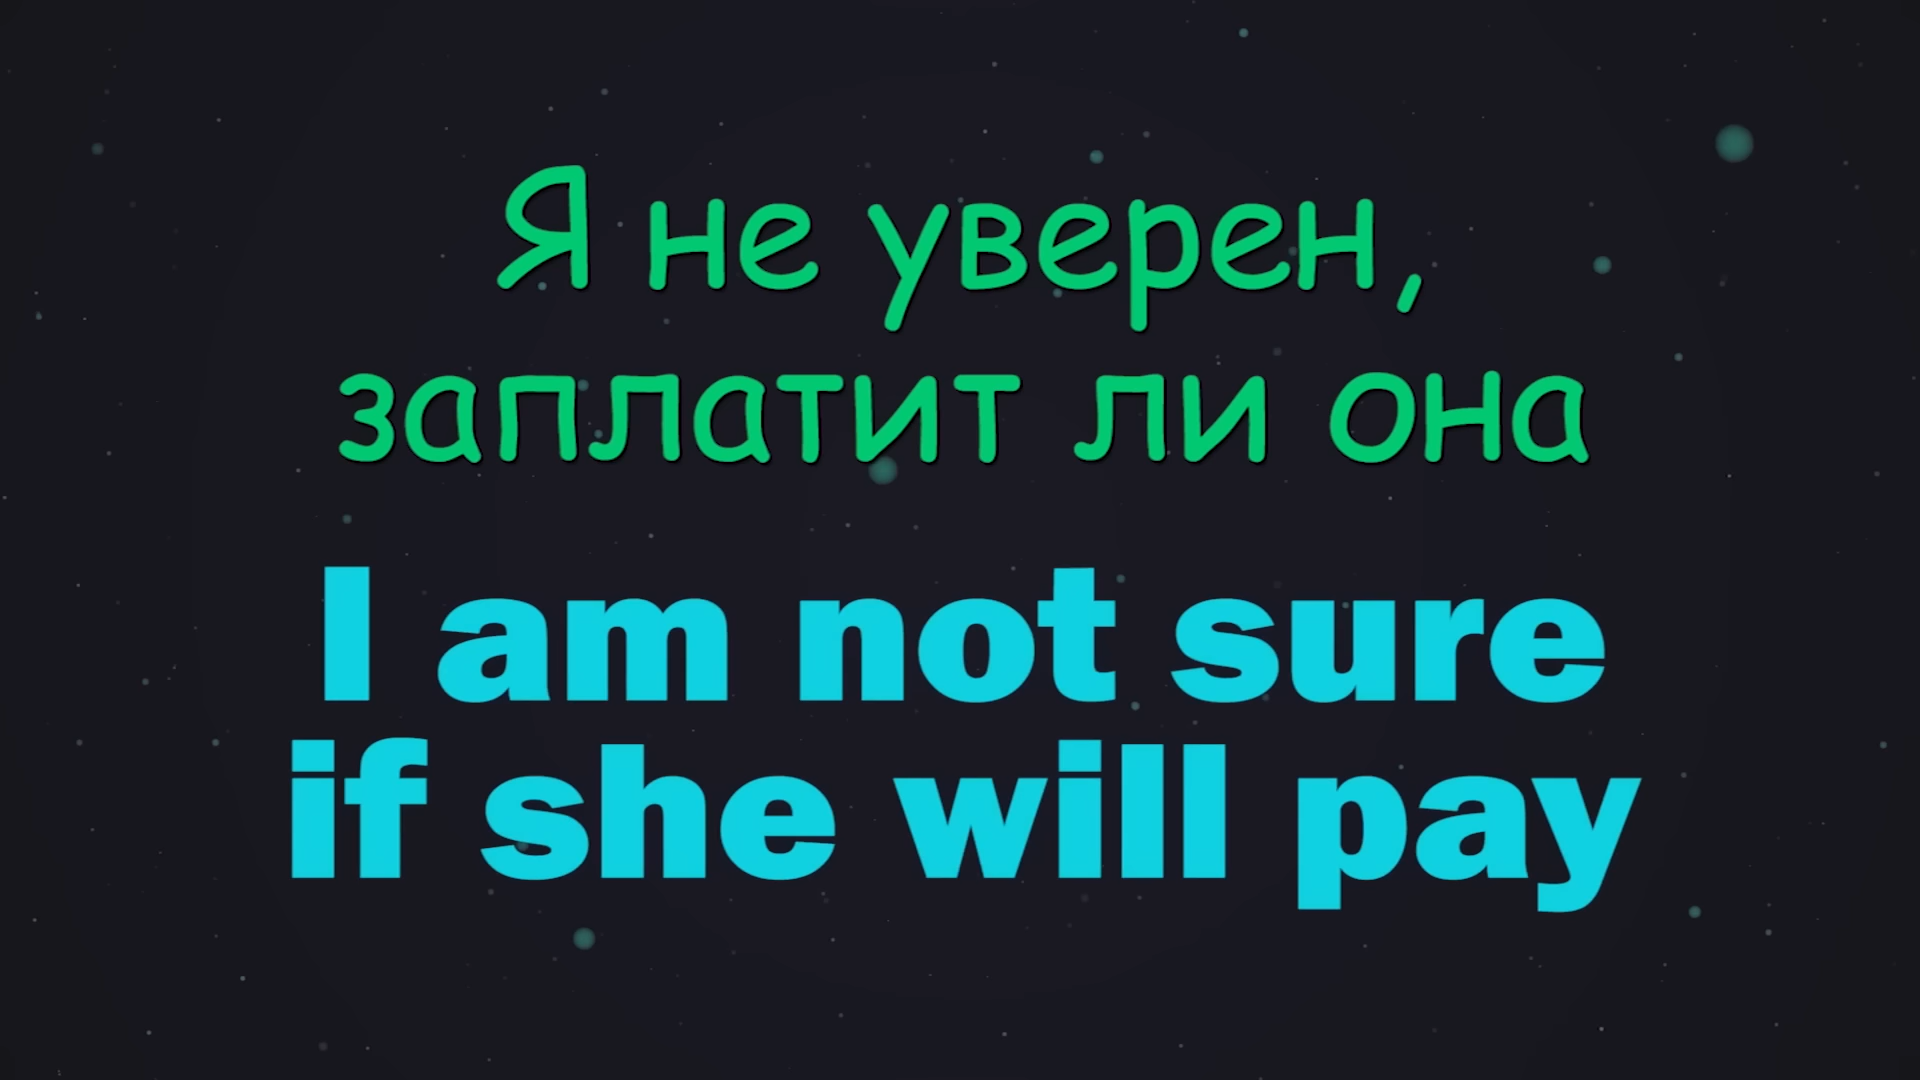 Я не уверен,
заплатит ли она
I am not sure
if she will pay